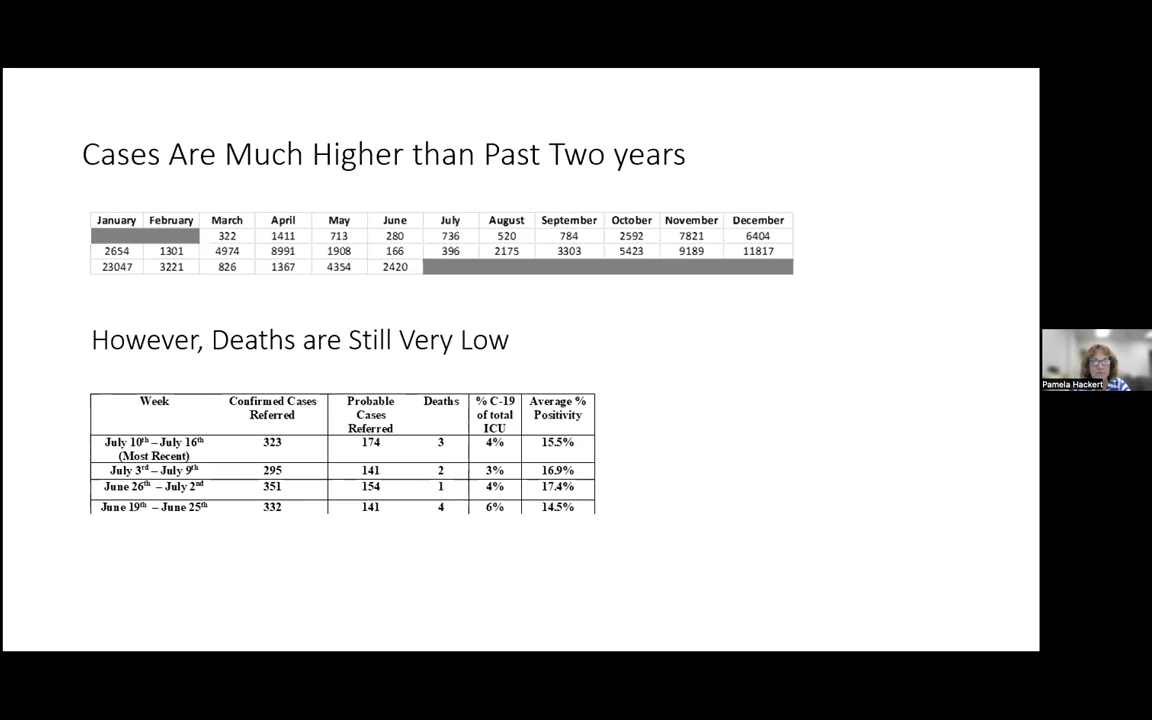 Cases Are Much Higher than Past Two years
January February March April May June July August September October November December
322 1411 713 280 736 520 784 2592 7821 6404
2654 1301 4974 8991 1908 166 396 2175 3303 5423 9189 11817
23047 3221 826 1367 4354 2420
However, Deaths are Still Very Low
Week Confirmed Cases Probable Deaths % C-19 Average %
Referred Cases of total Positivity
Referred ICU
July 10th – July 16th 323 174 3 4% 15.5%
(Most Recent)
July 3rd – July 9th 295 141 2 3% 16.9%
June 26th – July 2nd 351 154 1 4% 17.4%
June 19th – June 25th 332 141 4 6% 14.5%
Pamela Hackert